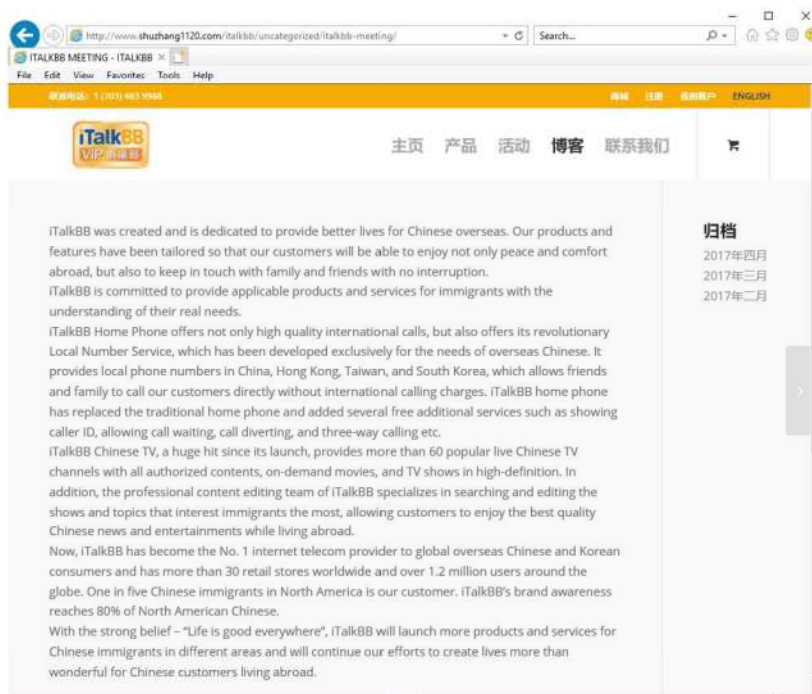 http://www.shuzhang1120.com/italkbb/uncategorized/italkbb-meeting/
Search...
ITALKBB MEETING - ITALKBB
File Edit View Favorites Tools Help
联系电话: 1 (703) 483 9988
商城 注册 ENGLISH
iTalkBB
VIP 俱乐部
主页 产品 活动 博客 联系我们
iTalkBB was created and is dedicated to provide better lives for Chinese overseas. Our products and
features have been tailored so that our customers will be able to enjoy not only peace and comfort
abroad, but also to keep in touch with family and friends with no interruption.
iTalkBB is committed to provide applicable products and services for immigrants with the
understanding of their real needs.
iTalkBB Home Phone offers not only high quality international calls, but also offers its revolutionary
Local Number Service, which has been developed exclusively for the needs of overseas Chinese. It
provides local phone numbers in China, Hong Kong, Taiwan, and South Korea, which allows friends
and family to call our customers directly without international calling charges. iTalkBB home phone
has replaced the traditional home phone and added several free additional services such as showing
caller ID, allowing call waiting, call diverting, and three-way calling etc.
iTalkBB Chinese TV, a huge hit since its launch, provides more than 60 popular live Chinese TV
channels with all authorized contents, on-demand movies, and TV shows in high-definition. In
addition, the professional content editing team of iTalkBB specializes in searching and editing the
shows and topics that interest immigrants the most, allowing customers to enjoy the best quality
Chinese news and entertainments while living abroad.
Now, iTalkBB has become the No. 1 internet telecom provider to global overseas Chinese and Korean
consumers and has more than 30 retail stores worldwide and over 1.2 million users around the
globe. One in five Chinese immigrants in North America is our customer. iTalkBB's brand awareness
reaches 80% of North American Chinese.
With the strong belief – “Life is good everywhere”, iTalkBB will launch more products and services for
Chinese immigrants in different areas and will continue our efforts to create lives more than
wonderful for Chinese customers living abroad.
归档
2017年四月
2017年三月
2017年二月